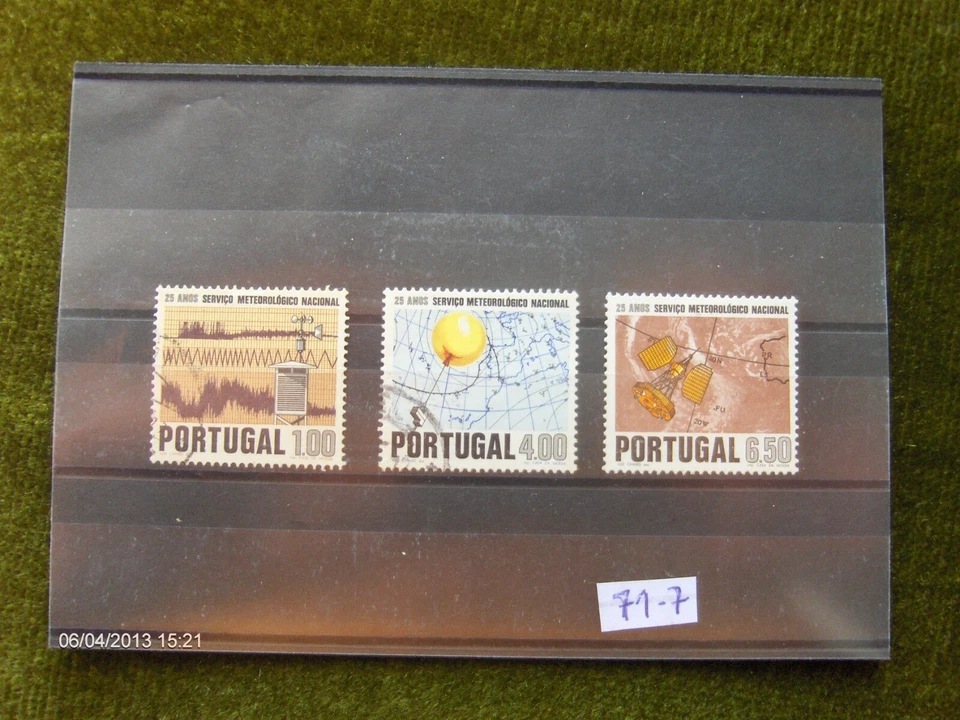 25 ANOS SERVIÇO METEOROLÓGICO NACIONAL
PORTUGAL 1.00
25 ANOS SERVIÇO METEOROLÓGICO NACIONAL
PORTUGAL 4.00
25 ANOS SERVIÇO METEOROLÓGICO NACIONAL
PORTUGAL 6.50
71-7
06/04/2013 15:21